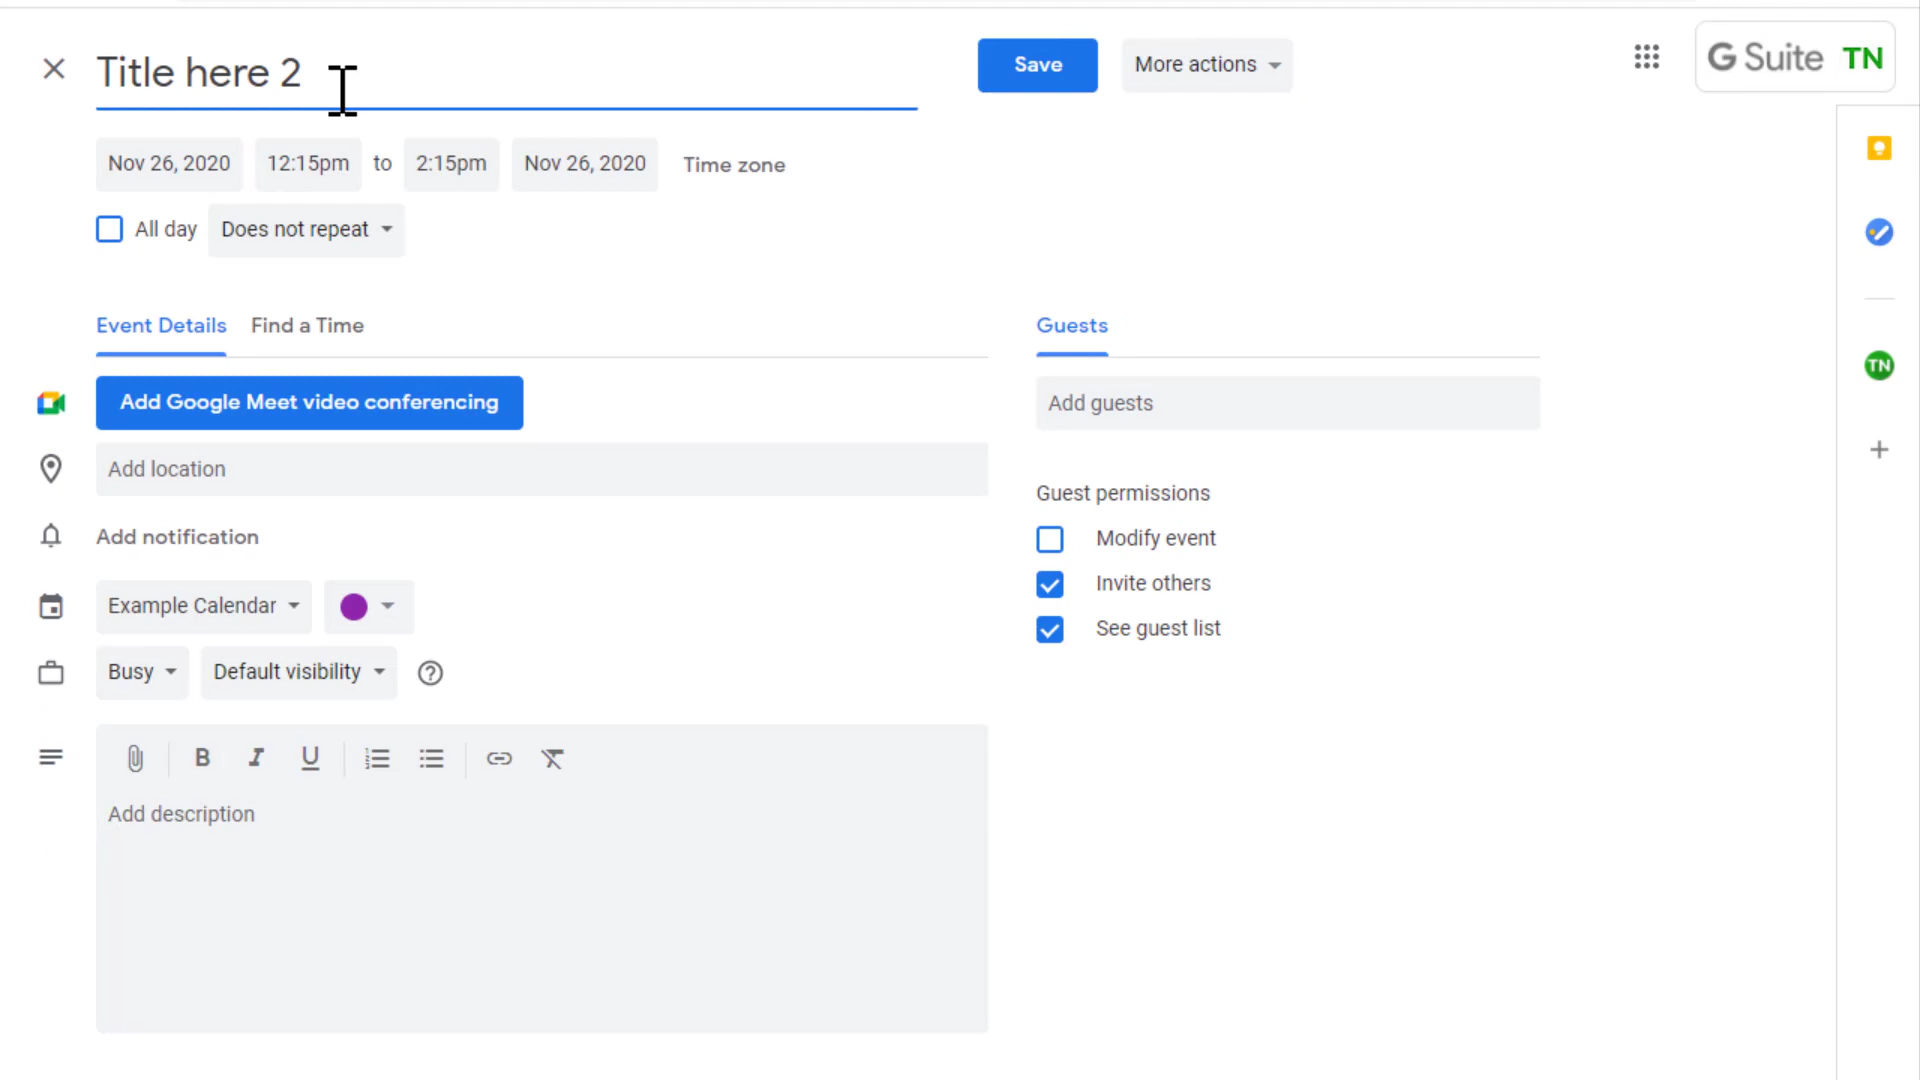 Title here 2
Save
More actions
G Suite TN
Nov 26, 2020 12:15pm to 2:15pm Nov 26, 2020 Time zone
All day Does not repeat
Event Details Find a Time
Guests
Add Google Meet video conferencing
Add guests
Add location
Guest permissions
Add notification
Modify event
Invite others
Example Calendar
See guest list
Busy Default visibility
B I U
Add description
TN